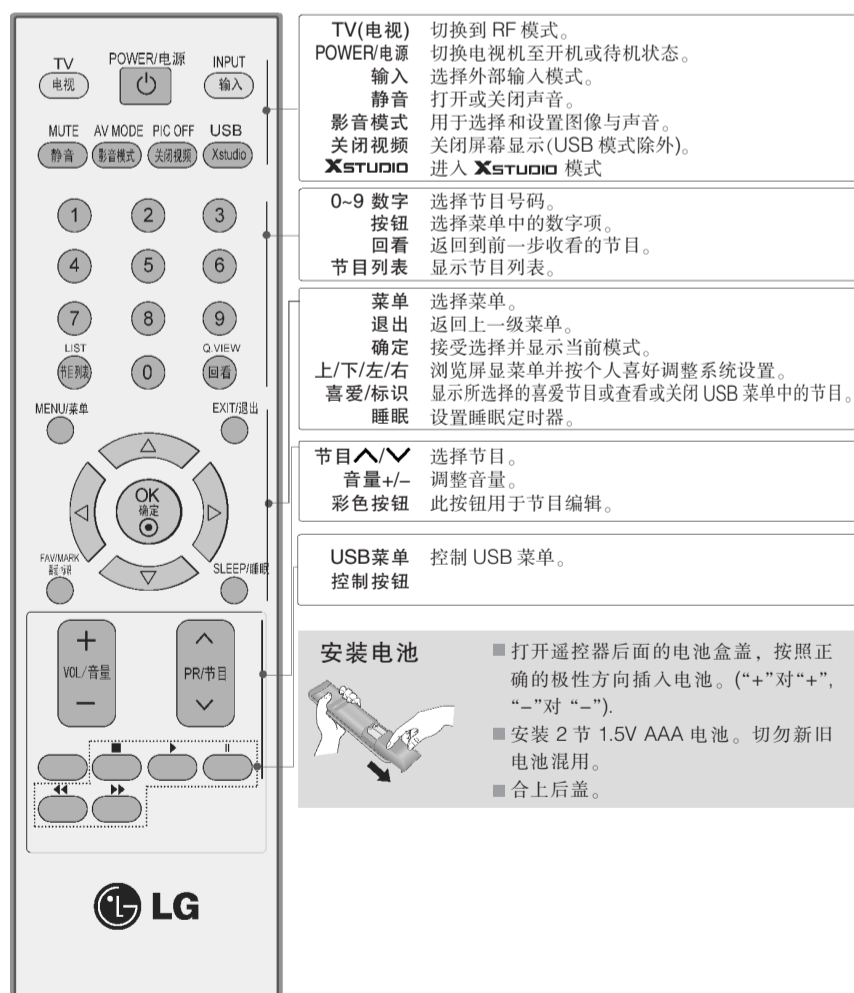 TV POWER/电源 INPUT
电视 输入
MUTE AV MODE PIC OFF USB
静音 影音模式 关闭视频 Xstudio
1 2 3
4 5 6
7 8 9
LIST Q.VIEW
节目列表 0 回看
MENU/菜单 EXIT/退出
OK
确定
FAV/MARK SLEEP/睡眠
VOL/音量 PR/节目
LG
TV(电视) 切换到 RF 模式。
POWER/电源 切换电视机至开机或待机状态。
输入 选择外部输入模式。
静音 打开或关闭声音。
影音模式 用于选择和设置图像与声音。
关闭视频 关闭屏幕显示(USB 模式除外)。
XSTUDIO 进入 XSTUDIO 模式
0~9 数字 选择节目号码。
按钮 选择菜单中的数字项。
回看 返回到前一步收看的节目。
节目列表 显示节目列表。
菜单 选择菜单。
退出 返回上一级菜单。
确定 接受选择并显示当前模式。
上/下/左/右 浏览屏显菜单并按个人喜好调整系统设置。
喜爱/标识 显示所选择的喜爱节目或查看或关闭 USB 菜单中的节目。
睡眠 设置睡眠定时器。
节目∧/∨ 选择节目。
音量+/– 调整音量。
彩色按钮 此按钮用于节目编辑。
USB菜单 控制 USB 菜单。
控制按钮
安装电池
■ 打开遥控器后面的电池盒盖，按照正
确的极性方向插入电池。(“+”对“+”,
“–”对 “–”).
■ 安装 2 节 1.5V AAA 电池。切勿新旧
电池混用。
■ 合上后盖。